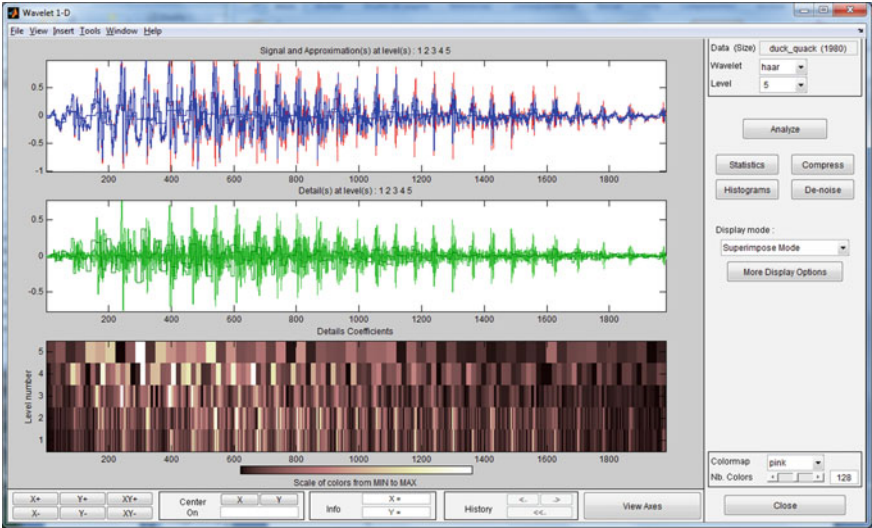 Wavelet 1-D
File View Insert Tools Window Help
Signal and Approximation(s) at level(s) : 1 2 3 4 5
0.5
0
-0.5
-1
200 400 600 800 1000 1200 1400 1600 1800
Detail(s) at level(s) : 1 2 3 4 5
0.5
0
-0.5
200 400 600 800 1000 1200 1400 1600 1800
Details Coefficients
Level number
5
4
3
2
1
200 400 600 800 1000 1200 1400 1600 1800
Scale of colors from MIN to MAX
Data (Size) duck_quack (1980)
Wavelet haar
Level 5
Analyze
Statistics Compress
Histograms De-noise
Display mode :
Superimpose Mode
More Display Options
Colormap pink
Nb. Colors 128
Close
X+ Y+ XY+
X- Y- XY-
Center On X Y
Info X = Y =
History <- -> <<-
View Axes